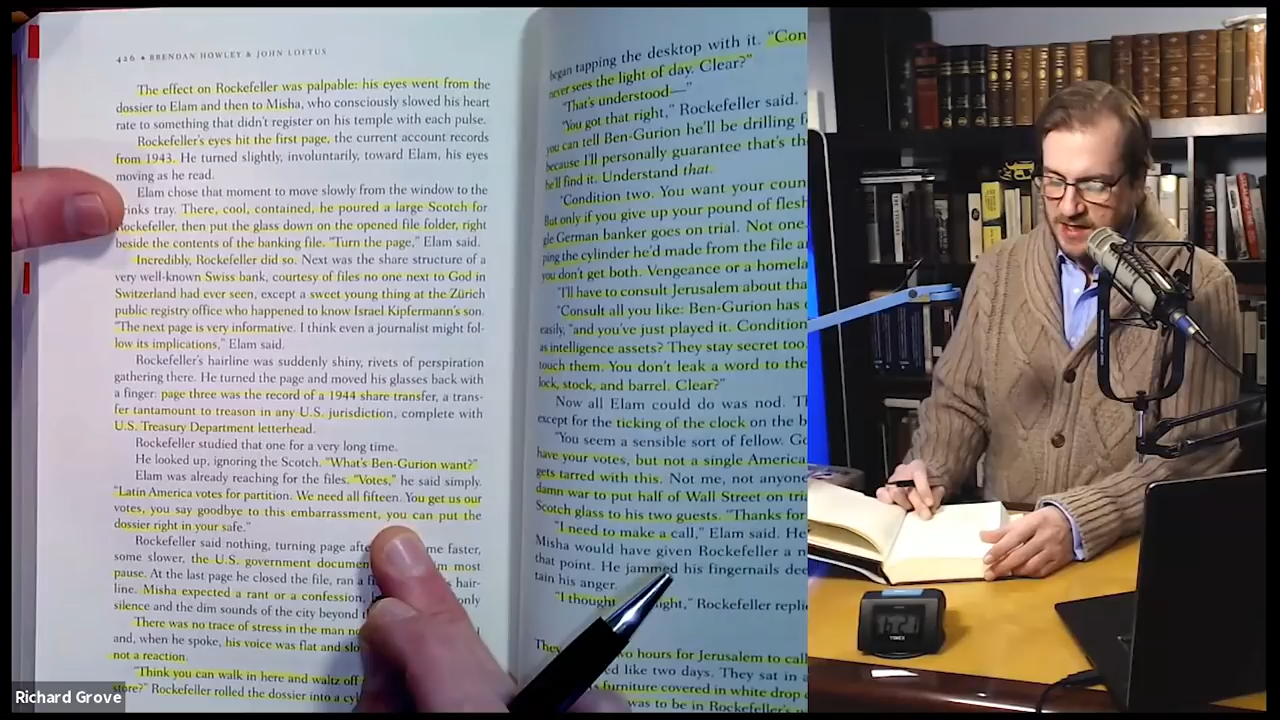 426 • BRENDAN HOWLEY & JOHN LOFTUS
The effect on Rockefeller was palpable: his eyes went from the
dossier to Elam and then to Misha, who consciously slowed his heart
rate to something that didn't register on his temple with each pulse.
Rockefeller's eyes hit the first page, the current account records
from 1943. He turned slightly, involuntarily, toward Elam, his eyes
moving as he read.
Elam chose that moment to move slowly from the window to the
rinks tray. There, cool, contained, he poured a large Scotch for
Rockefeller, then put the glass down on the opened file folder, right
beside the contents of the banking file. "Turn the page," Elam said.
Incredibly, Rockefeller did so. Next was the share structure of a
very well-known Swiss bank, courtesy of files no one next to God in
Switzerland had ever seen, except a sweet young thing at the Zürich
public registry office who happened to know Israel Kipfermann's son.
"The next page is very informative. I think even a journalist might fol-
low its implications," Elam said.
Rockefeller's hairline was suddenly shiny, rivets of perspiration
gathering there. He turned the page and moved his glasses back with
a finger: page three was the record of a 1944 share transfer, a trans-
fer tantamount to treason in any U.S. jurisdiction, complete with
U.S. Treasury Department letterhead.
Rockefeller studied that one for a very long time.
He looked up, ignoring the Scotch. "What's Ben-Gurion want?"
Elam was already reaching for the files. "Votes," he said simply.
"Latin America votes for partition. We need all fifteen. You get us our
votes, you say goodbye to this embarrassment, you can put the
dossier right in your safe."
Rockefeller said nothing, turning page afte me faster,
some slower, the U.S. government documen m most
pause. At the last page he closed the file, ran a fi s hair-
line. Misha expected a rant or a confession, only
silence and the dim sounds of the city beyond
There was no trace of stress in the man
and, when he spoke, his voice was flat and slo
not a reaction.
"Think you can walk in here and waltz off
store?" Rockefeller rolled the dossier into a cyl
began tapping the desktop with it. "Con
never sees the light of day. Clear?"
"That's understood—"
"You got that right," Rockefeller said. "
you can tell Ben-Gurion he'll be drilling f
because I'll personally guarantee that's th
he'll find it. Understand that.
"Condition two. You want your coun
But only if you give up your pound of flesh
gle German banker goes on trial. Not one.
ping the cylinder he'd made from the file a
you don't get both. Vengeance or a homela
"I'll have to consult Jerusalem about tha
"Consult all you like: Ben-Gurion has
easily, "and you've just played it. Condition
as intelligence assets? They stay secret too.
touch them. You don't leak a word to the
lock, stock, and barrel. Clear?"
Now all Elam could do was nod. T
except for the ticking of the clock on the b
"You seem a sensible sort of fellow. Go
have your votes, but not a single America
gets tarred with this. Not me, not anyon
damn war to put half of Wall Street on tri
Scotch glass to his two guests. "Thanks for
"I need to make a call," Elam said. He
Misha would have given Rockefeller a
that point. He jammed his fingernails dee
tain his anger.
"I thought ight," Rockefeller replie
They wo hours for Jerusalem to call
d like two days. They sat in a
s furniture covered in white drop
was to be in Rockefeller's
TIMEX
Richard Grove